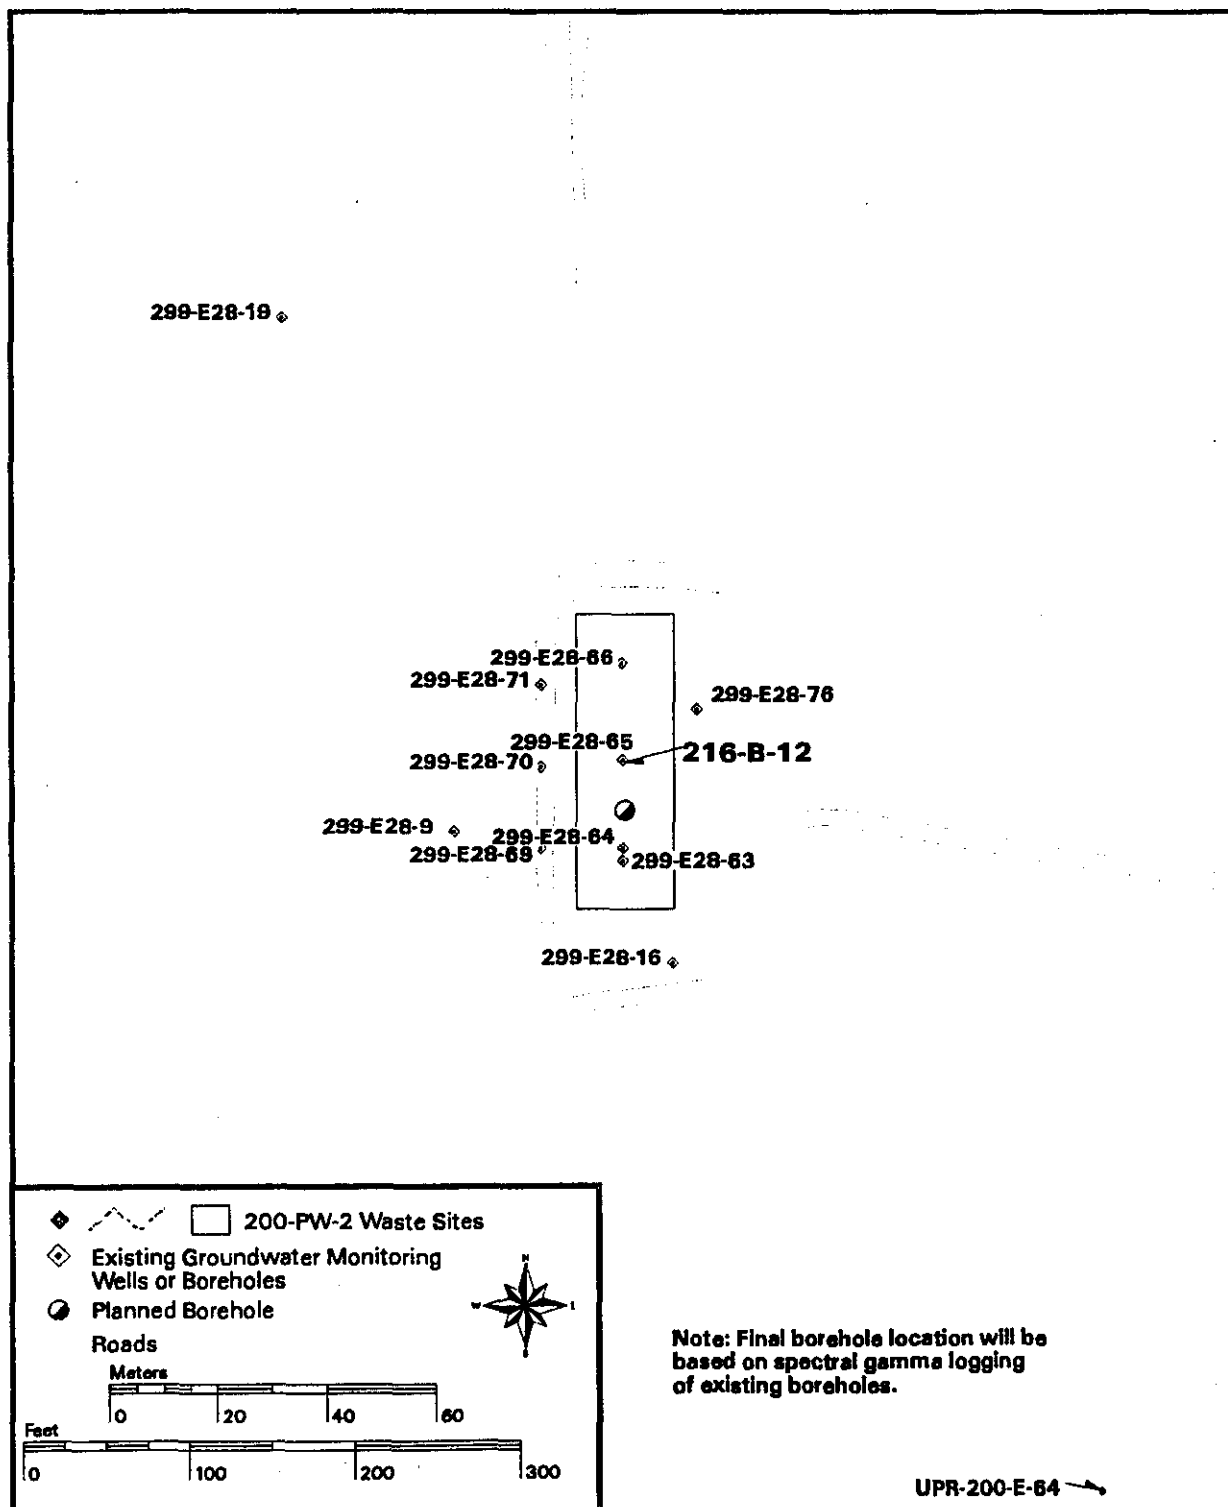 299-E28-19
299-E28-66
299-E28-71
299-E28-76
299-E28-65
216-B-12
299-E28-70
299-E28-9
299-E28-64
299-E28-69
299-E28-63
299-E28-16
200-PW-2 Waste Sites
Existing Groundwater Monitoring
Wells or Boreholes
Planned Borehole
Roads
N
W
Meters
0 20 40 60
Feet
0 100 200 300
Note: Final borehole location will be
based on spectral gamma logging
of existing boreholes.
UPR-200-E-64